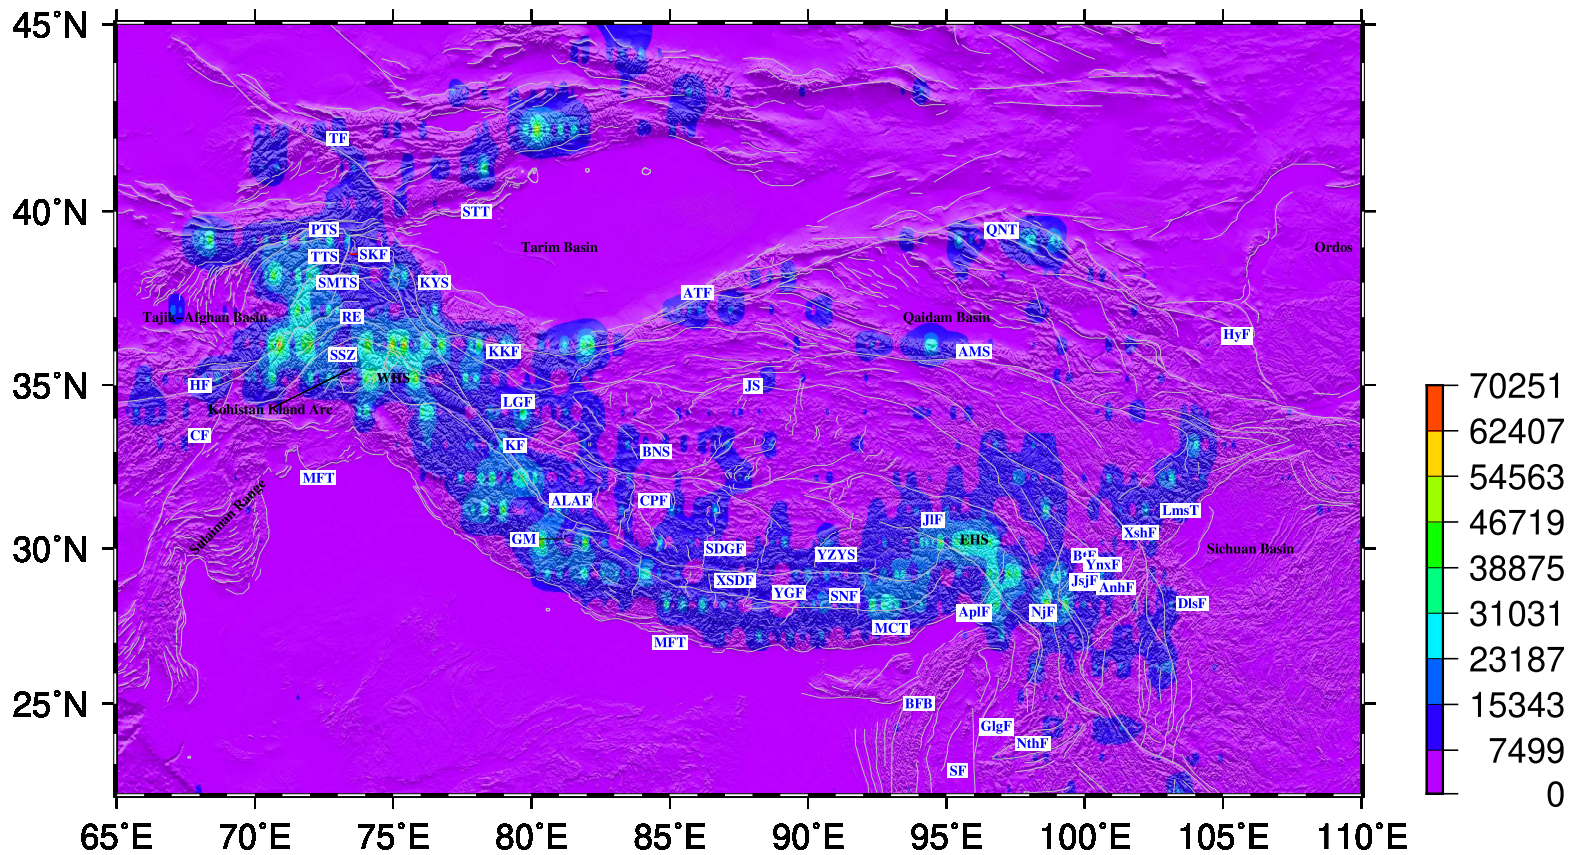 45°N
40°N
35°N
30°N
25°N
65°E
70°E
75°E
80°E
85°E
90°E
95°E
100°E
105°E
110°E
TF
STT
PTS
QNT
TTS
SKF
Tarim Basin
Ordos
SMTS
KYS
ATF
Tajik-Afghan Basin
RE
Qaidam Basin
HyF
SSZ
KKF
AMS
HF
WHS
JS
Kohistan Island Arc
LGF
CF
KF
BNS
MFT
Sulaiman Range
ALAF
CPF
LmsT
JlF
XshF
GM
SDGF
YZYS
EHS
BtF
Sichuan Basin
YnxF
XSDF
YGF
SNF
JsjF
AnhF
AplF
NjF
DlsF
MCT
MFT
BFB
GlgF
NthF
SF
70251
62407
54563
46719
38875
31031
23187
15343
7499
0